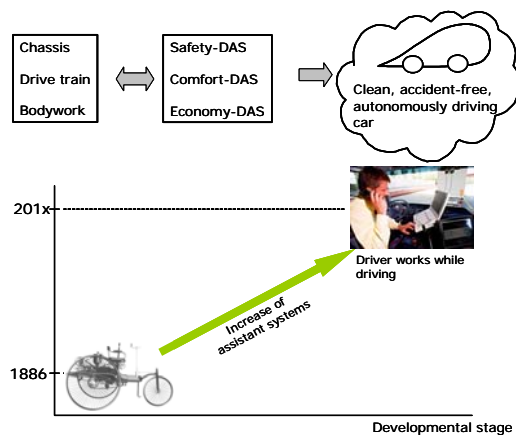 Chassis
Drive train
Bodywork
Safety-DAS
Comfort-DAS
Economy-DAS
Clean, accident-free,
autonomously driving
car
201x
Driver works while
driving
Increase of
assistant systems
1886
Developmental stage